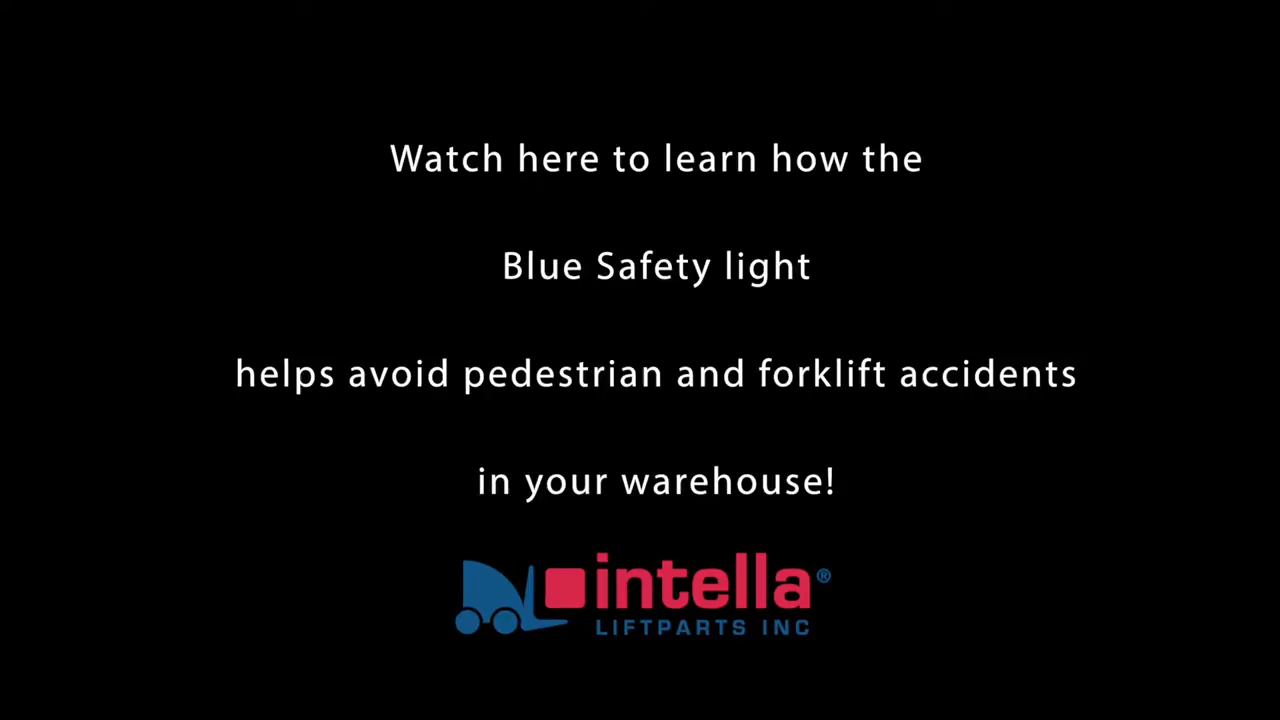 Watch here to learn how the
Blue Safety light
helps avoid pedestrian and forklift accidents
in your warehouse!
intella®
LIFTPARTS INC